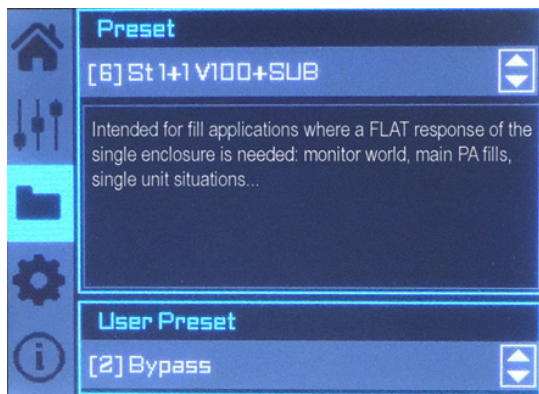 Preset
[6] St 1+1 V100+SUB
Intended for fill applications where a FLAT response of the
single enclosure is needed: monitor world, main PA fills,
single unit situations...
User Preset
[2] Bypass